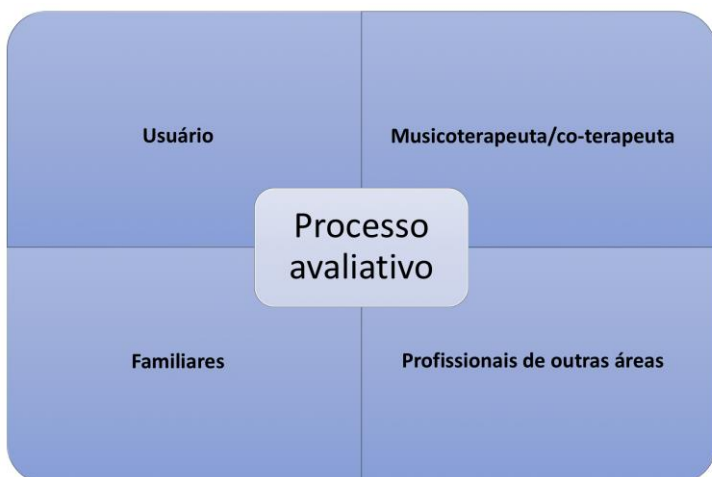 Usuário
Musicoterapeuta/co-terapeuta
Processo
avaliativo
Familiares
Profissionais de outras áreas